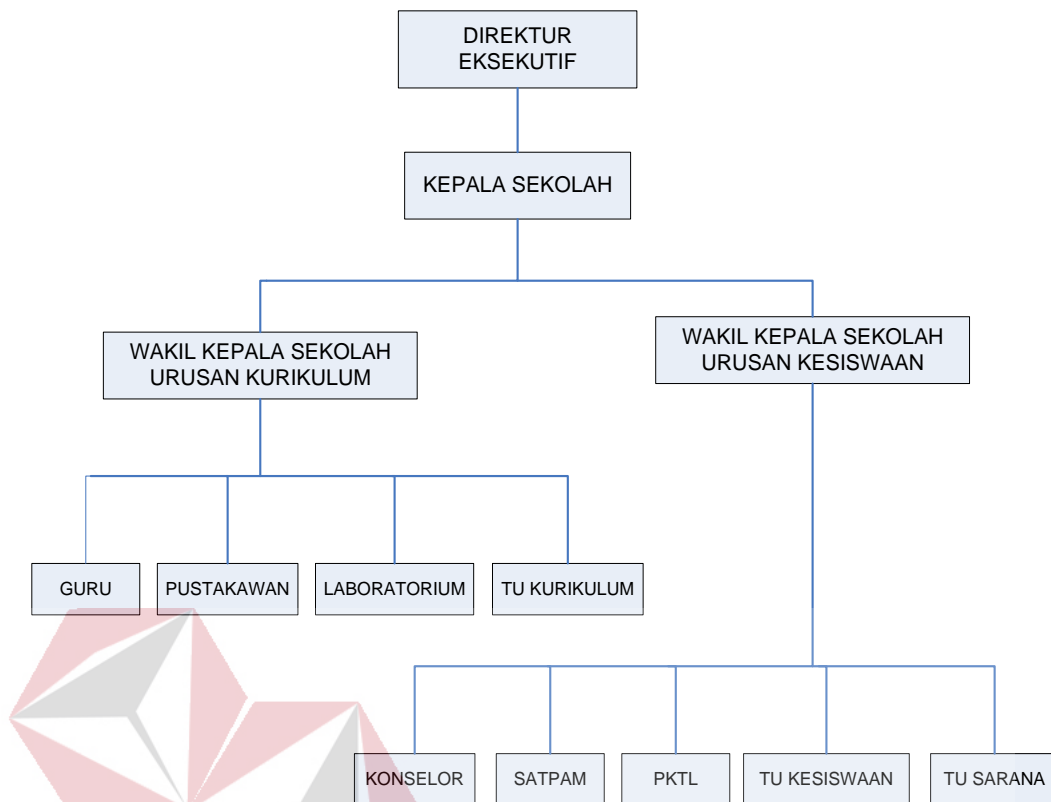 DIREKTUR
EKSEKUTIF
KEPALA SEKOLAH
WAKIL KEPALA SEKOLAH
URUSAN KURIKULUM
WAKIL KEPALA SEKOLAH
URUSAN KESISWAAN
GURU
PUSTAKAWAN
LABORATORIUM
TU KURIKULUM
KONSELOR
SATPAM
PKTL
TU KESISWAAN
TU SARANA